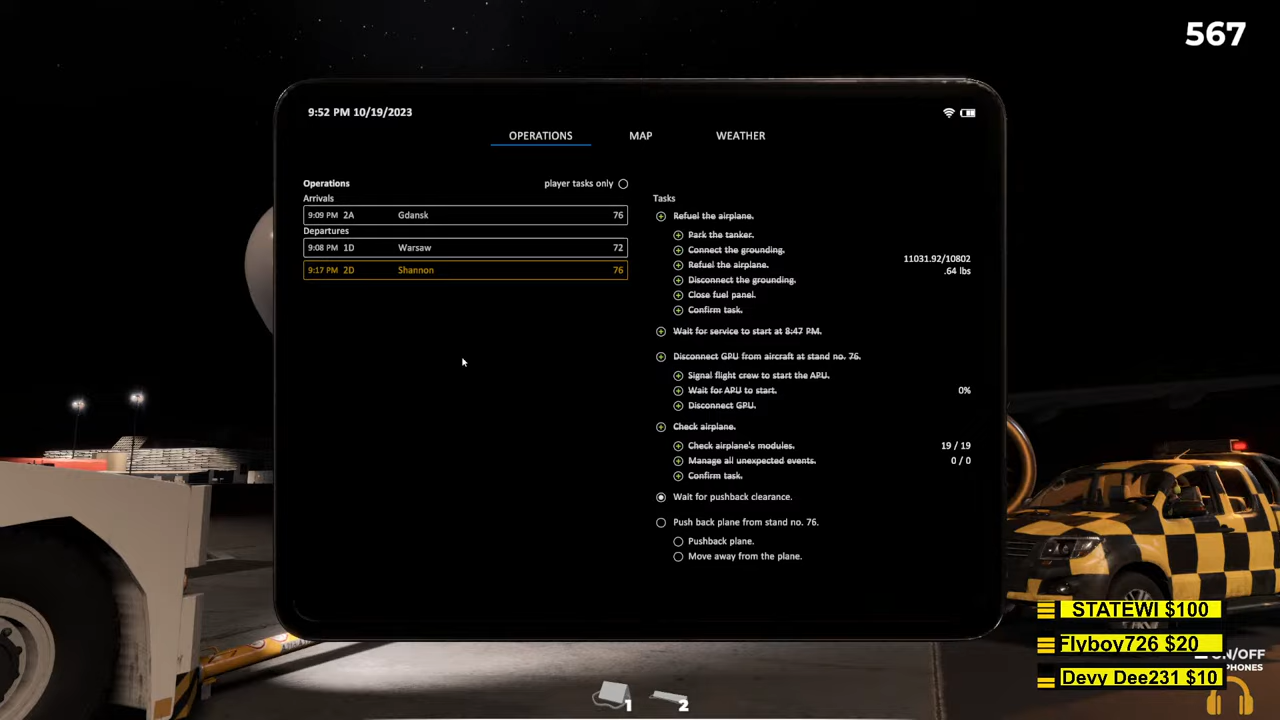 567
9:52 PM 10/19/2023
OPERATIONS MAP WEATHER
Operations player tasks only
Arrivals
9:09 PM 2A Gdansk 76
Departures
9:08 PM 1D Warsaw 72
9:17 PM 2D Shannon 76
Tasks
Refuel the airplane.
Park the tanker.
Connect the grounding.
Refuel the airplane. 11031.92/10802
.64 lbs
Disconnect the grounding.
Close fuel panel.
Confirm task.
Wait for service to start at 8:47 PM.
Disconnect GPU from aircraft at stand no. 76.
Signal flight crew to start the APU.
Wait for APU to start. 0%
Disconnect GPU.
Check airplane.
Check airplane's modules. 19 / 19
Manage all unexpected events. 0 / 0
Confirm task.
Wait for pushback clearance.
Push back plane from stand no. 76.
Pushback plane.
Move away from the plane.
STATEWI $100
Flyboy726 $20
Devy Dee231 $10
1 2